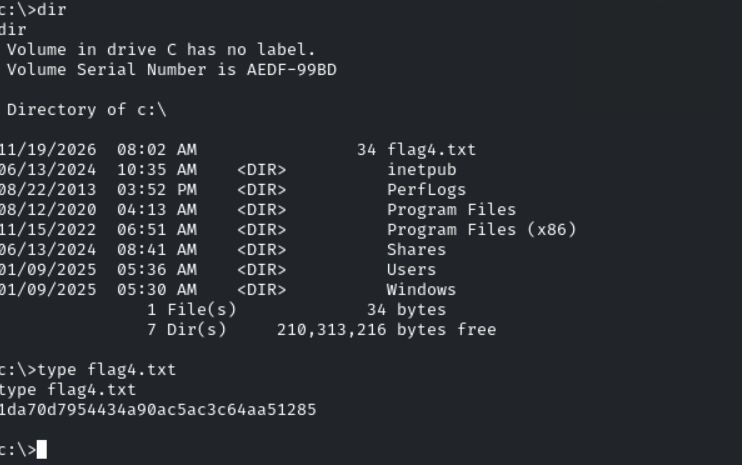 c:\>dir
dir
Volume in drive C has no label.
Volume Serial Number is AEDF-99BD
Directory of c:\
11/19/2026 08:02 AM 34 flag4.txt
06/13/2024 10:35 AM <DIR> inetpub
08/22/2013 03:52 PM <DIR> PerfLogs
08/12/2020 04:13 AM <DIR> Program Files
11/15/2022 06:51 AM <DIR> Program Files (x86)
06/13/2024 08:41 AM <DIR> Shares
01/09/2025 05:36 AM <DIR> Users
01/09/2025 05:30 AM <DIR> Windows
1 File(s) 34 bytes
7 Dir(s) 210,313,216 bytes free
c:\>type flag4.txt
type flag4.txt
1da70d7954434a90ac5ac3c64aa51285
c:\>